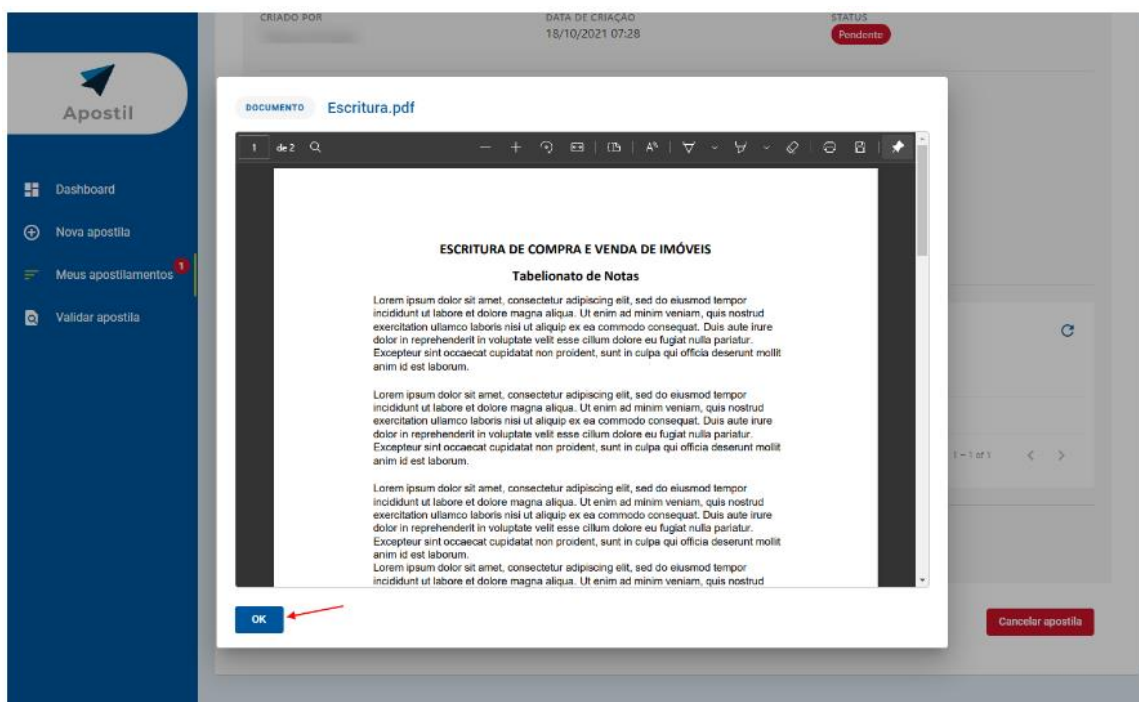 CRIADO POR
DATA DE CRIAÇÃO
STATUS
18/10/2021 07:28
Pendente
Apostil
Dashboard
Nova apostila
Meus apostilamentos
1
Validar apostila
DOCUMENTO
Escritura.pdf
1 de 2
ESCRITURA DE COMPRA E VENDA DE IMÓVEIS
Tabelionato de Notas
Lorem ipsum dolor sit amet, consectetur adipiscing elit, sed do eiusmod tempor
incididunt ut labore et dolore magna aliqua. Ut enim ad minim veniam, quis nostrud
exercitation ullamco laboris nisi ut aliquip ex ea commodo consequat. Duis aute irure
dolor in reprehenderit in voluptate velit esse cillum dolore eu fugiat nulla pariatur.
Excepteur sint occaecat cupidatat non proident, sunt in culpa qui officia deserunt mollit
anim id est laborum.
Lorem ipsum dolor sit amet, consectetur adipiscing elit, sed do eiusmod tempor
incididunt ut labore et dolore magna aliqua. Ut enim ad minim veniam, quis nostrud
exercitation ullamco laboris nisi ut aliquip ex ea commodo consequat. Duis aute irure
dolor in reprehenderit in voluptate velit esse cillum dolore eu fugiat nulla pariatur.
Excepteur sint occaecat cupidatat non proident, sunt in culpa qui officia deserunt mollit
anim id est laborum.
Lorem ipsum dolor sit amet, consectetur adipiscing elit, sed do eiusmod tempor
incididunt ut labore et dolore magna aliqua. Ut enim ad minim veniam, quis nostrud
exercitation ullamco laboris nisi ut aliquip ex ea commodo consequat. Duis aute irure
dolor in reprehenderit in voluptate velit esse cillum dolore eu fugiat nulla pariatur.
Excepteur sint occaecat cupidatat non proident, sunt in culpa qui officia deserunt mollit
anim id est laborum.
Lorem ipsum dolor sit amet, consectetur adipiscing elit, sed do eiusmod tempor
incididunt ut labore et dolore magna aliqua. Ut enim ad minim veniam, quis nostrud
1 – 1 of 1
OK
Cancelar apostila